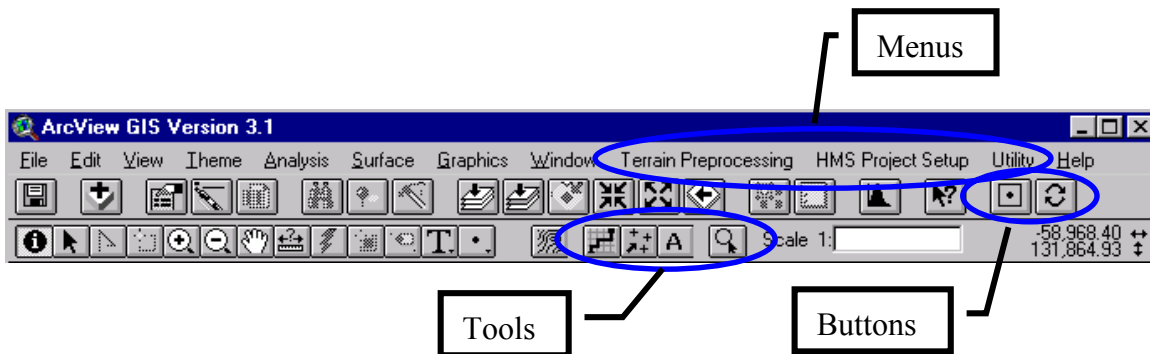 Menus
ArcView GIS Version 3.1
File Edit View Theme Analysis Surface Graphics Window Terrain Preprocessing HMS Project Setup Utility Help
?
T. A Scale 1: -58,968.40
131,864.93
Tools
Buttons